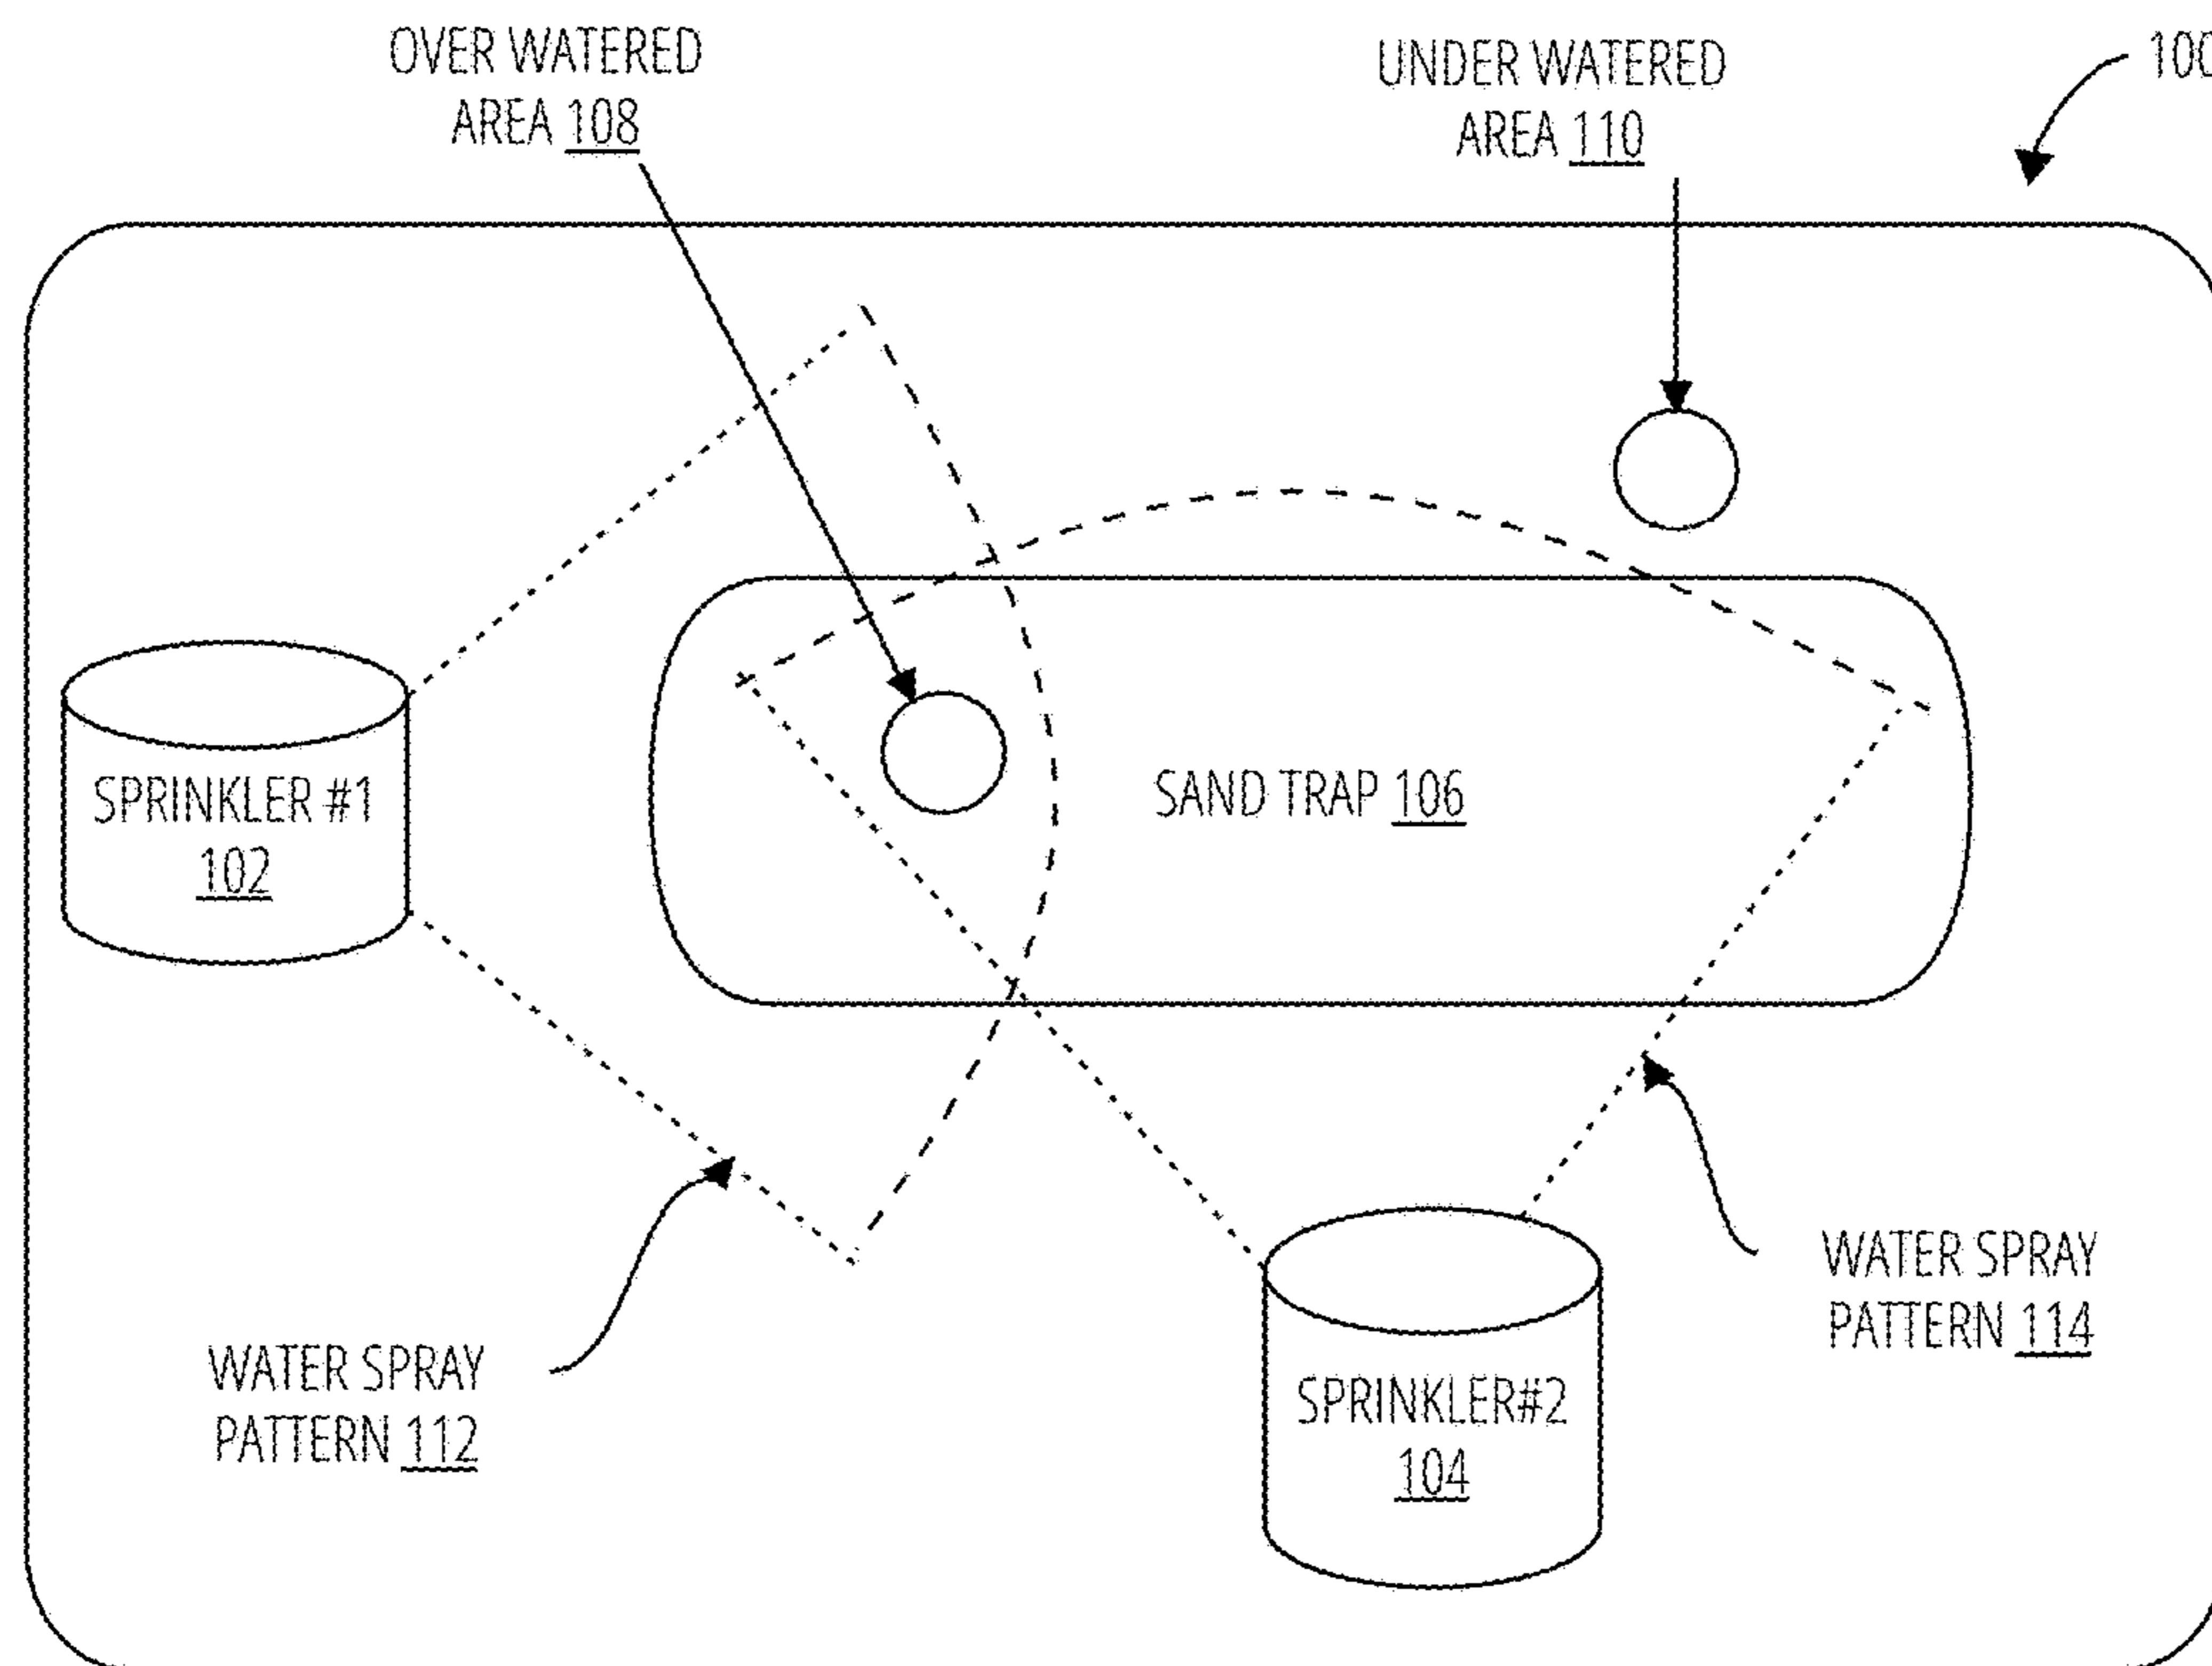 OVER WATERED
AREA 108
UNDER WATERED
AREA 110
100
SPRINKLER #1
102
SAND TRAP 106
WATER SPRAY
PATTERN 114
WATER SPRAY
PATTERN 112
SPRINKLER#2
104